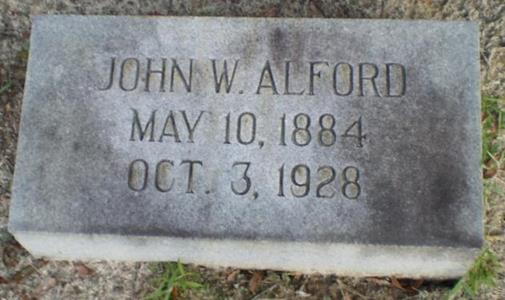 JOHN W. ALFORD
MAY 10, 1884
OCT. 3, 1928